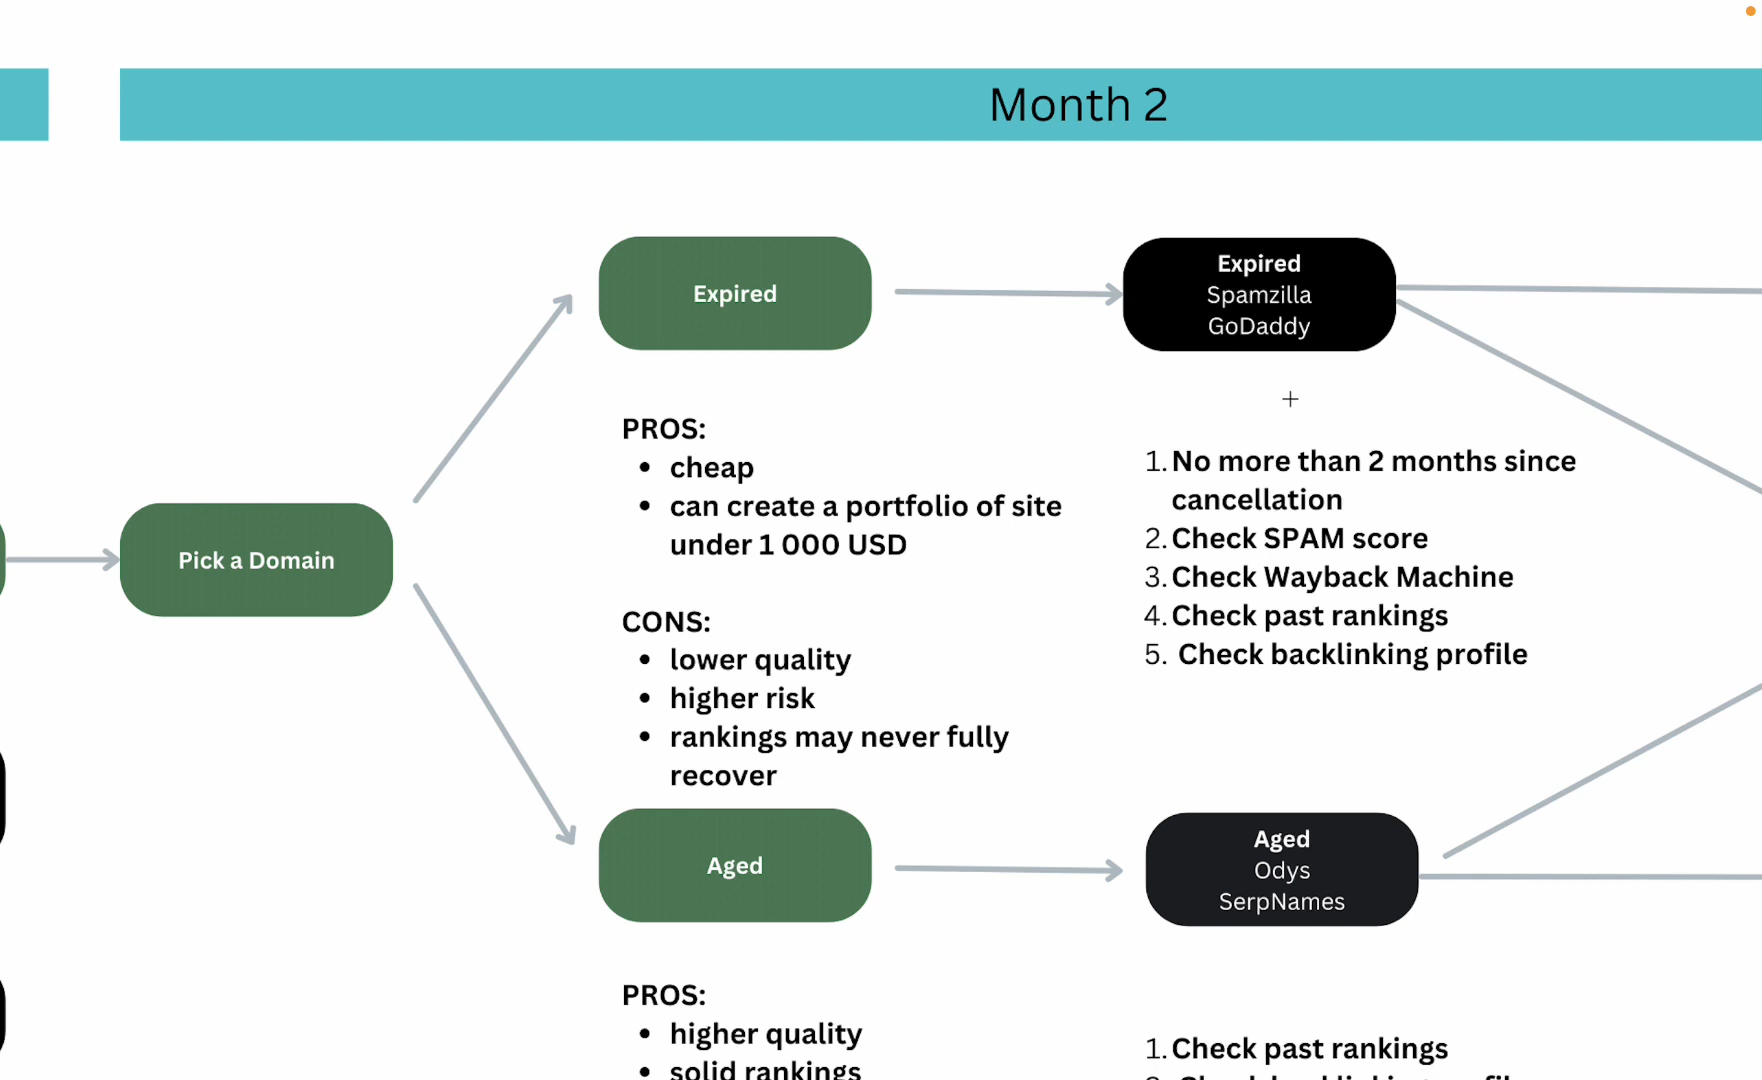 Month 2
Expired
Expired
Spamzilla
GoDaddy
PROS:
• cheap
• can create a portfolio of site
under 1 000 USD
CONS:
• lower quality
• higher risk
• rankings may never fully
recover
1. No more than 2 months since
cancellation
2. Check SPAM score
3. Check Wayback Machine
4. Check past rankings
5. Check backlinking profile
Pick a Domain
Aged
Aged
Odys
SerpNames
PROS:
• higher quality
• solid rankings
1. Check past rankings